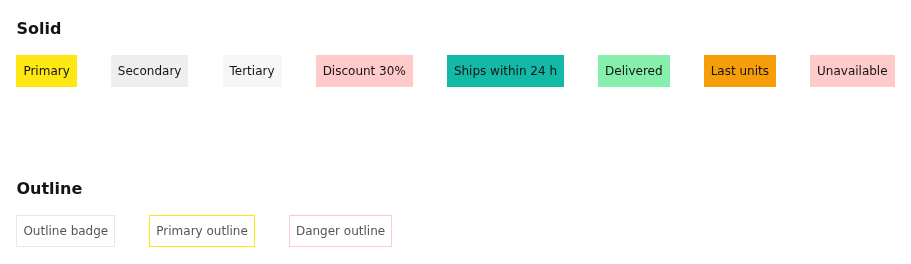 Solid
Primary Secondary Tertiary Discount 30% Ships within 24 h Delivered Last units Unavailable
Outline
Outline badge Primary outline Danger outline